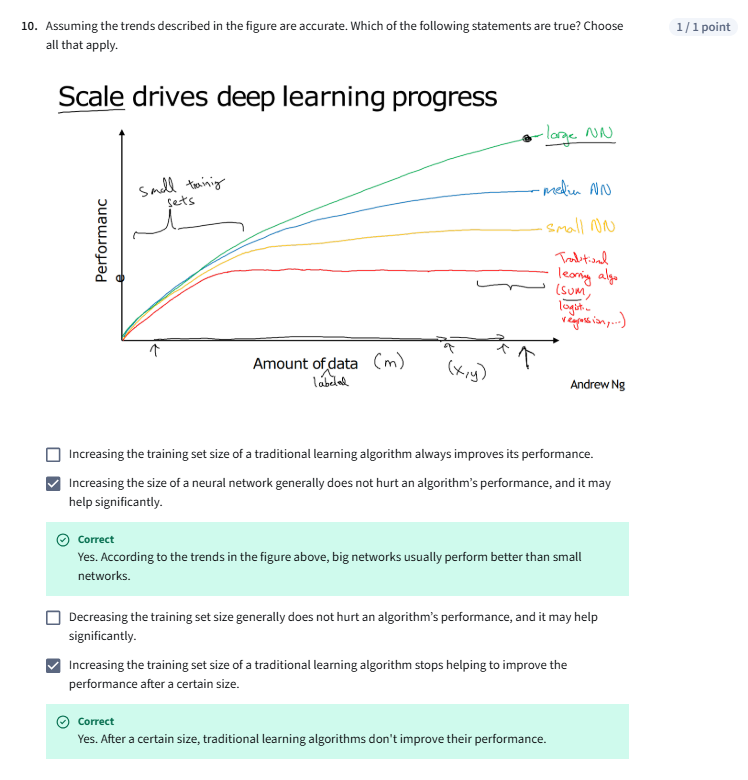 10. Assuming the trends described in the figure are accurate. Which of the following statements are true? Choose
all that apply.
1 / 1 point
Scale drives deep learning progress
large NN
small training
sets
medium NN
small NN
Performanc
Traditional
learning algo
(SVM,
logistic
regression,...)
Amount of data (m)
labeled
(x,y)
Andrew Ng
Increasing the training set size of a traditional learning algorithm always improves its performance.
Increasing the size of a neural network generally does not hurt an algorithm's performance, and it may
help significantly.
Correct
Yes. According to the trends in the figure above, big networks usually perform better than small
networks.
Decreasing the training set size generally does not hurt an algorithm's performance, and it may help
significantly.
Increasing the training set size of a traditional learning algorithm stops helping to improve the
performance after a certain size.
Correct
Yes. After a certain size, traditional learning algorithms don't improve their performance.